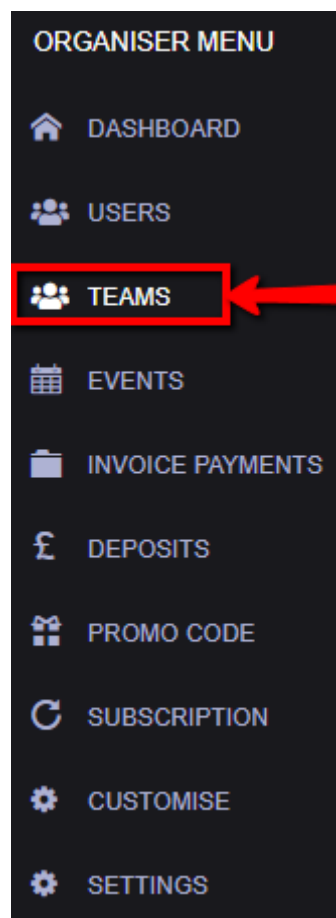 ORGANISER MENU
DASHBOARD
USERS
TEAMS
EVENTS
INVOICE PAYMENTS
£ DEPOSITS
PROMO CODE
SUBSCRIPTION
CUSTOMISE
SETTINGS